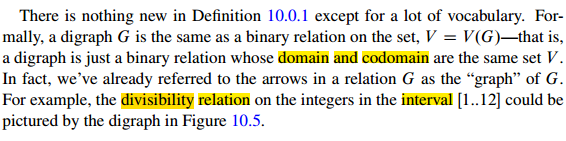 There is nothing new in Definition 10.0.1 except for a lot of vocabulary. For-
mally, a digraph G is the same as a binary relation on the set, V = V(G)—that is,
a digraph is just a binary relation whose domain and codomain are the same set V.
In fact, we've already referred to the arrows in a relation G as the “graph” of G.
For example, the divisibility relation on the integers in the interval [1..12] could be
pictured by the digraph in Figure 10.5.